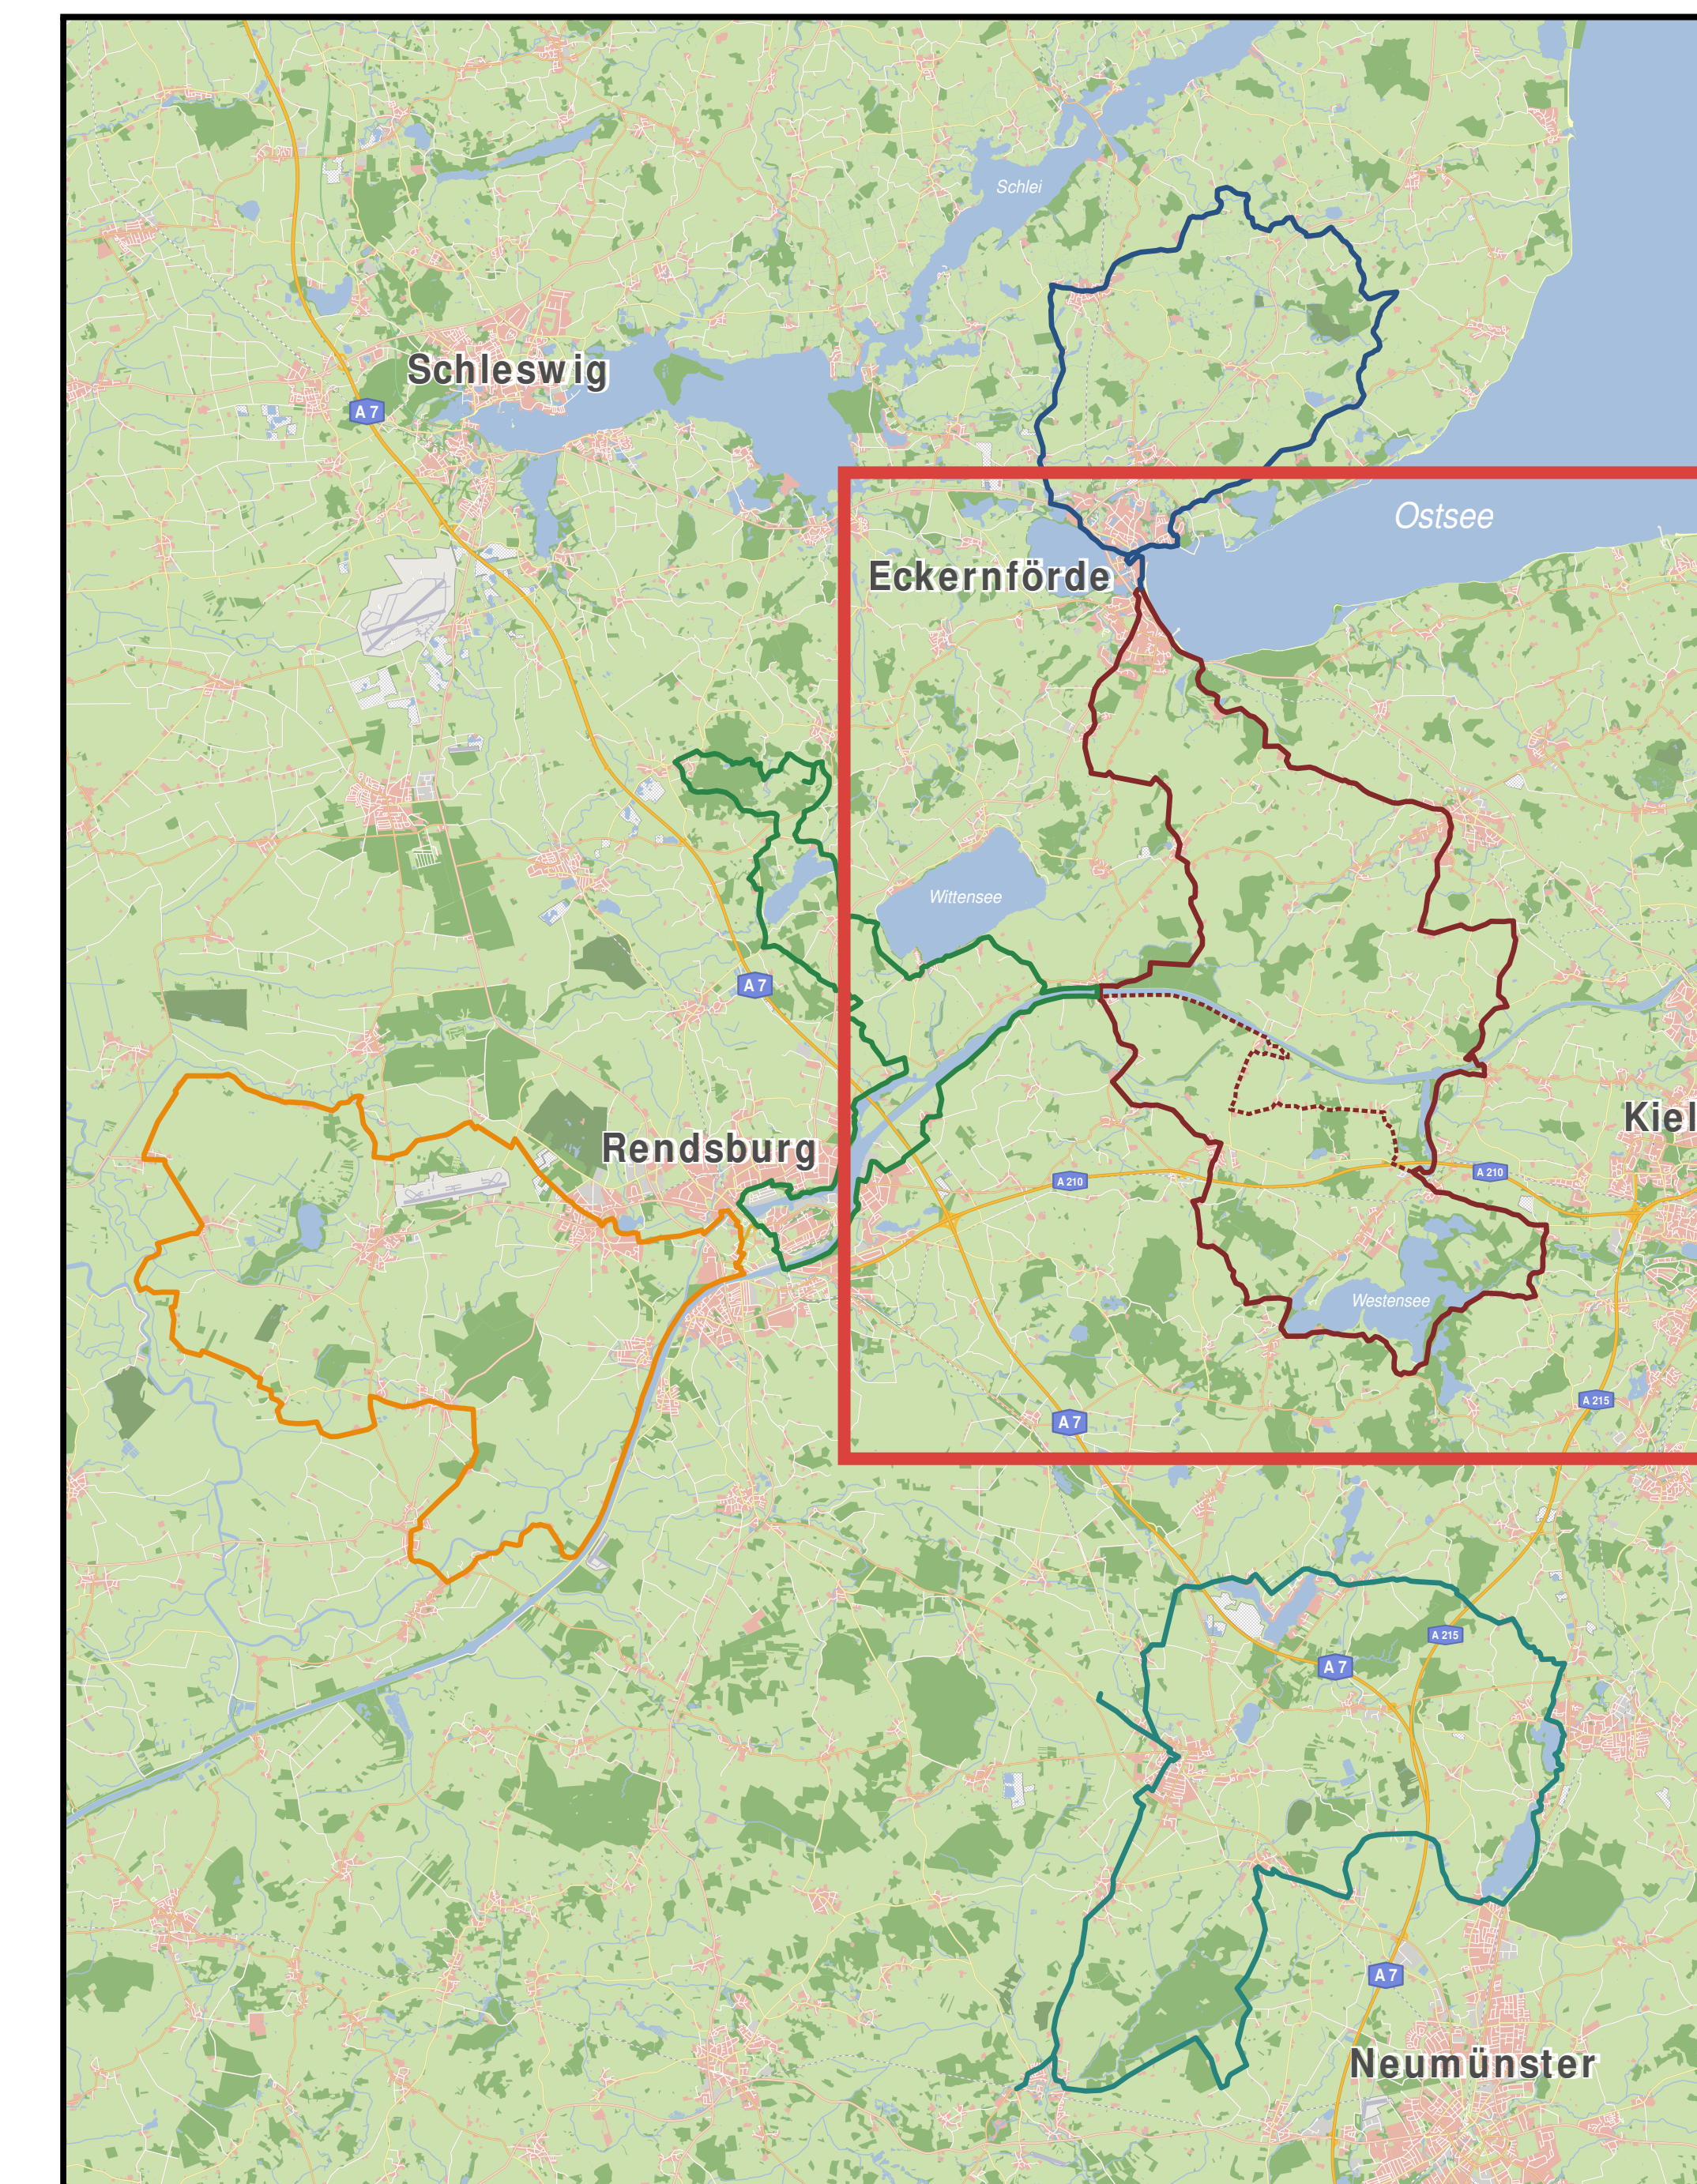 Schlei
Schleswig
A 7
Ostsee
Eckernförde
Wittensee
A 7
Kiel
Rendsburg
A 210
A 210
Westensee
A 215
A 7
A 215
A 7
A 7
Neumünster